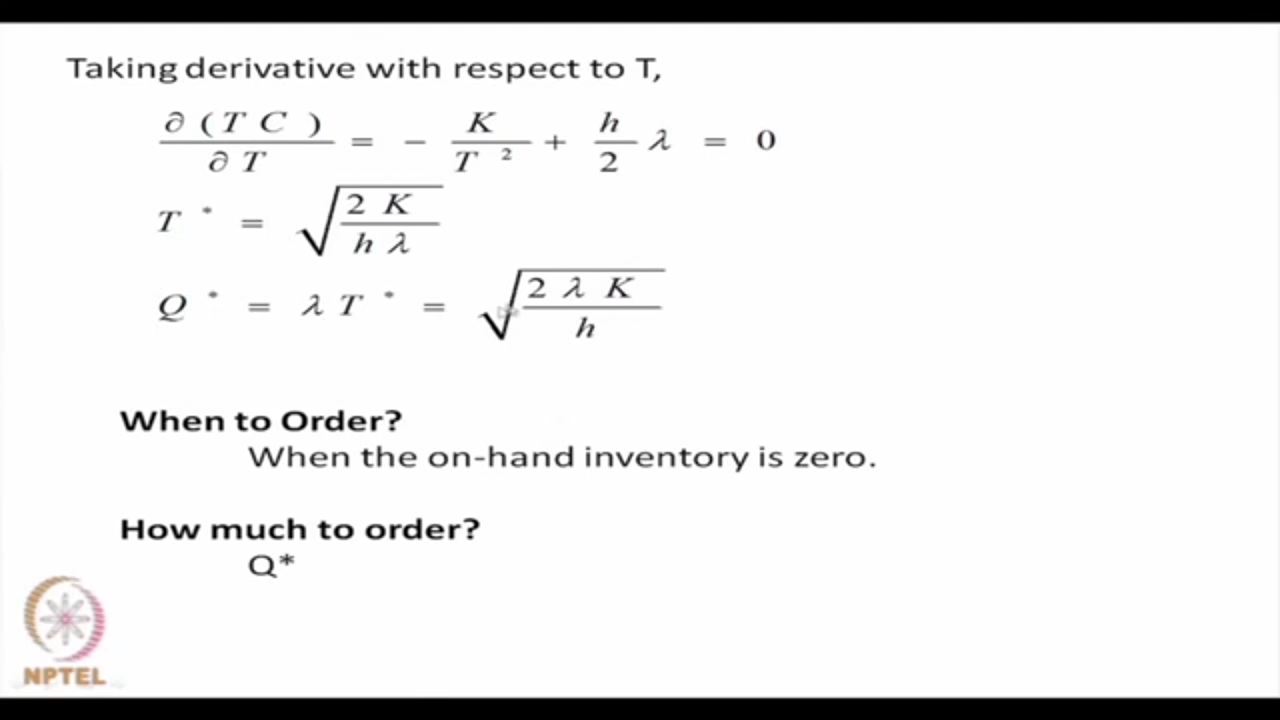 Taking derivative with respect to T,
∂(TC)/∂T = − K/T² + h/2 λ = 0
T* = √(2K/hλ)
Q* = λT* = √(2λK/h)
When to Order?
When the on-hand inventory is zero.
How much to order?
Q*
NPTEL